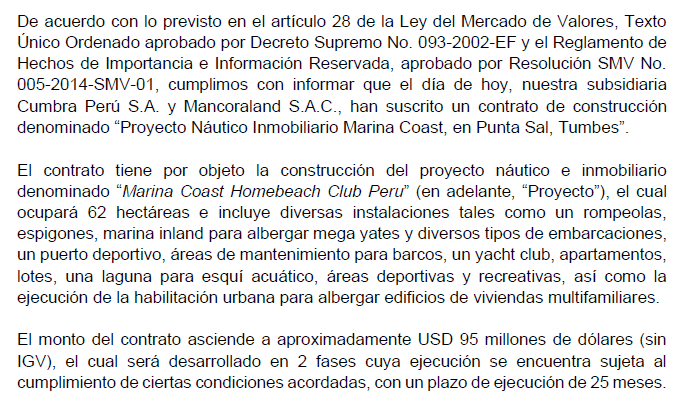 De acuerdo con lo previsto en el artículo 28 de la Ley del Mercado de Valores, Texto
Único Ordenado aprobado por Decreto Supremo No. 093-2002-EF y el Reglamento de
Hechos de Importancia e Información Reservada, aprobado por Resolución SMV No.
005-2014-SMV-01, cumplimos con informar que el día de hoy, nuestra subsidiaria
Cumbra Perú S.A. y Mancoraland S.A.C., han suscrito un contrato de construcción
denominado “Proyecto Náutico Inmobiliario Marina Coast, en Punta Sal, Tumbes”.
El contrato tiene por objeto la construcción del proyecto náutico e inmobiliario
denominado “Marina Coast Homebeach Club Peru” (en adelante, “Proyecto”), el cual
ocupará 62 hectáreas e incluye diversas instalaciones tales como un rompeolas,
espigones, marina inland para albergar mega yates y diversos tipos de embarcaciones,
un puerto deportivo, áreas de mantenimiento para barcos, un yacht club, apartamentos,
lotes, una laguna para esquí acuático, áreas deportivas y recreativas, así como la
ejecución de la habilitación urbana para albergar edificios de viviendas multifamiliares.
El monto del contrato asciende a aproximadamente USD 95 millones de dólares (sin
IGV), el cual será desarrollado en 2 fases cuya ejecución se encuentra sujeta al
cumplimiento de ciertas condiciones acordadas, con un plazo de ejecución de 25 meses.